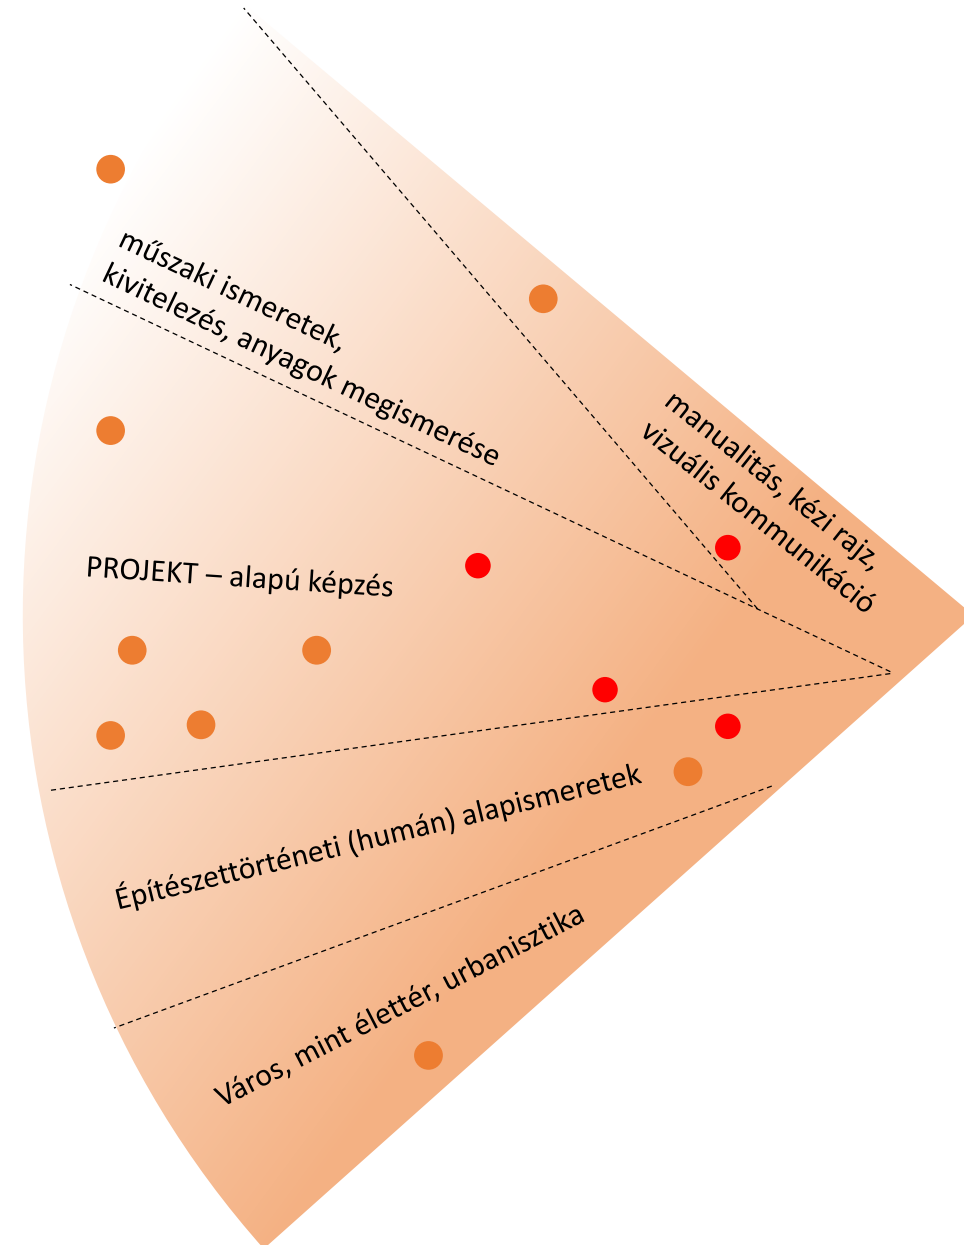 műszaki ismeretek,
kivitelezés, anyagok megismerése
manualitás, kézi rajz,
vizuális kommunikáció
PROJEKT – alapú képzés
Építészettörténeti (humán) alapismeretek
Város, mint élettér, urbanisztika